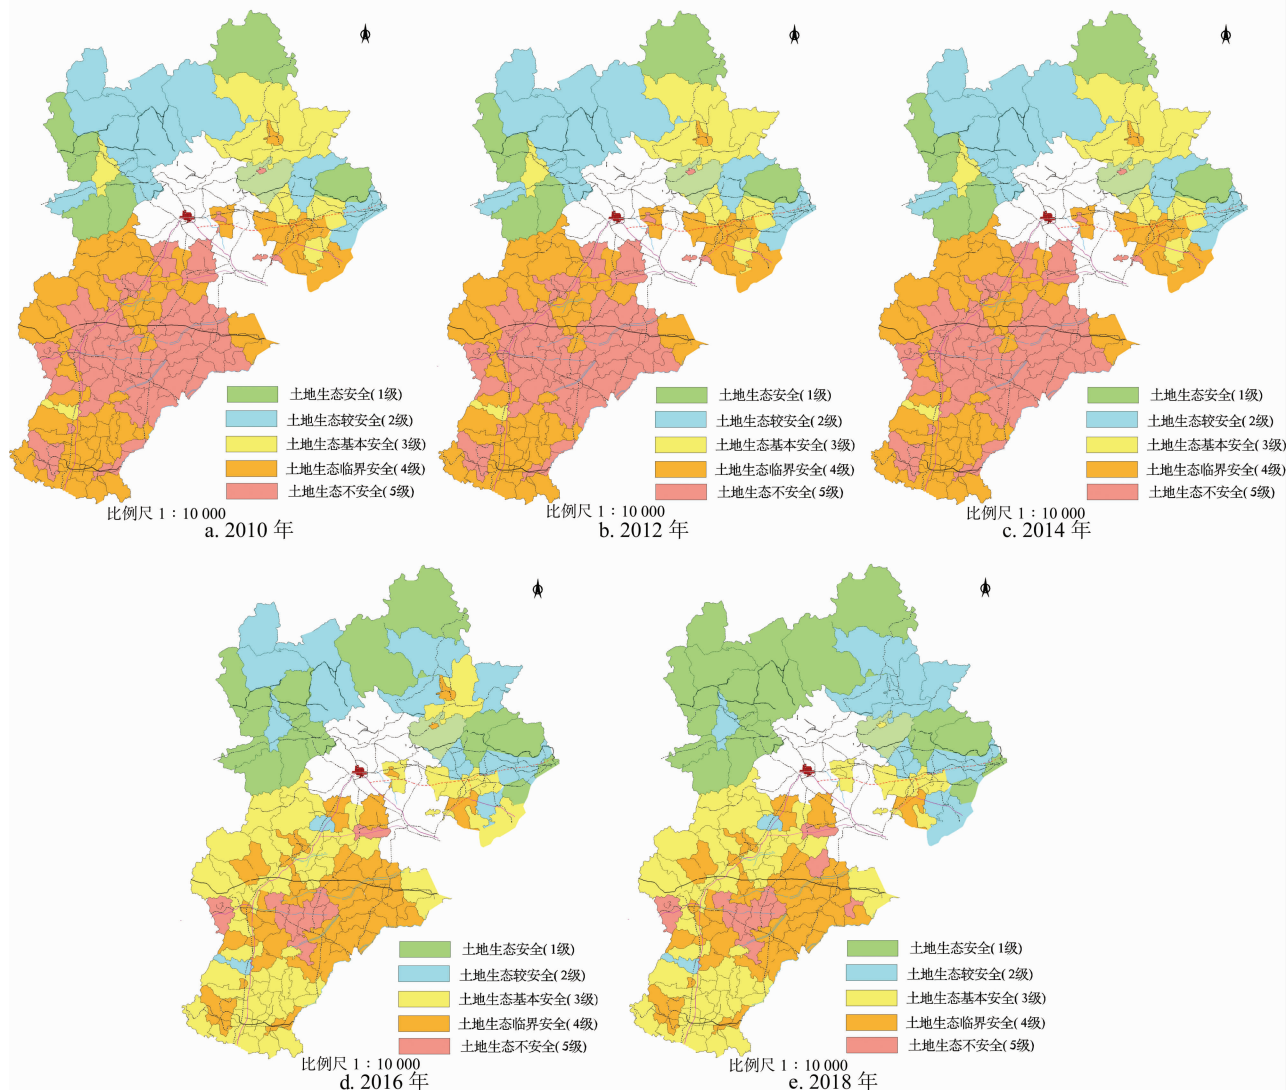 土地生态安全(1级)
土地生态较安全(2级)
土地生态基本安全(3级)
土地生态临界安全(4级)
土地生态不安全(5级)
比例尺 1：10 000
a. 2010 年
土地生态安全(1级)
土地生态较安全(2级)
土地生态基本安全(3级)
土地生态临界安全(4级)
土地生态不安全(5级)
比例尺 1：10 000
b. 2012 年
土地生态安全(1级)
土地生态较安全(2级)
土地生态基本安全(3级)
土地生态临界安全(4级)
土地生态不安全(5级)
比例尺 1：10 000
c. 2014 年
土地生态安全(1级)
土地生态较安全(2级)
土地生态基本安全(3级)
土地生态临界安全(4级)
土地生态不安全(5级)
比例尺 1：10 000
d. 2016 年
土地生态安全(1级)
土地生态较安全(2级)
土地生态基本安全(3级)
土地生态临界安全(4级)
土地生态不安全(5级)
比例尺 1：10 000
e. 2018 年